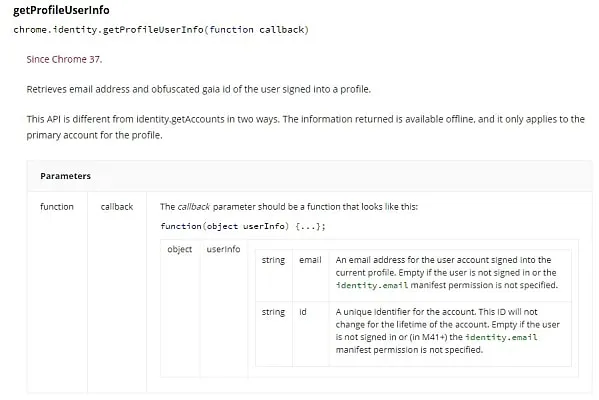 getProfileUserInfo
chrome.identity.getProfileUserInfo(function callback)
Since Chrome 37.
Retrieves email address and obfuscated gaia id of the user signed into a profile.
This API is different from identity.getAccounts in two ways. The information returned is available offline, and it only applies to the
primary account for the profile.
Parameters
function callback The callback parameter should be a function that looks like this:
function(object userInfo) {...};
object userInfo
string email An email address for the user account signed into the
current profile. Empty if the user is not signed in or the
identity.email manifest permission is not specified.
string id A unique identifier for the account. This ID will not
change for the lifetime of the account. Empty if the user
is not signed in or (in M41+) the identity.email
manifest permission is not specified.